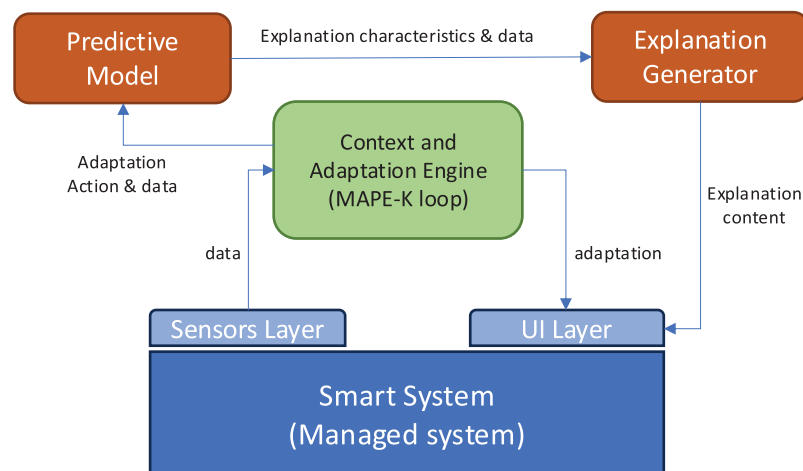 Predictive
Model
Explanation characteristics & data
Explanation
Generator
Context and
Adaptation Engine
(MAPE-K loop)
Adaptation
Action & data
Explanation
content
data
adaptation
Sensors Layer
UI Layer
Smart System
(Managed system)